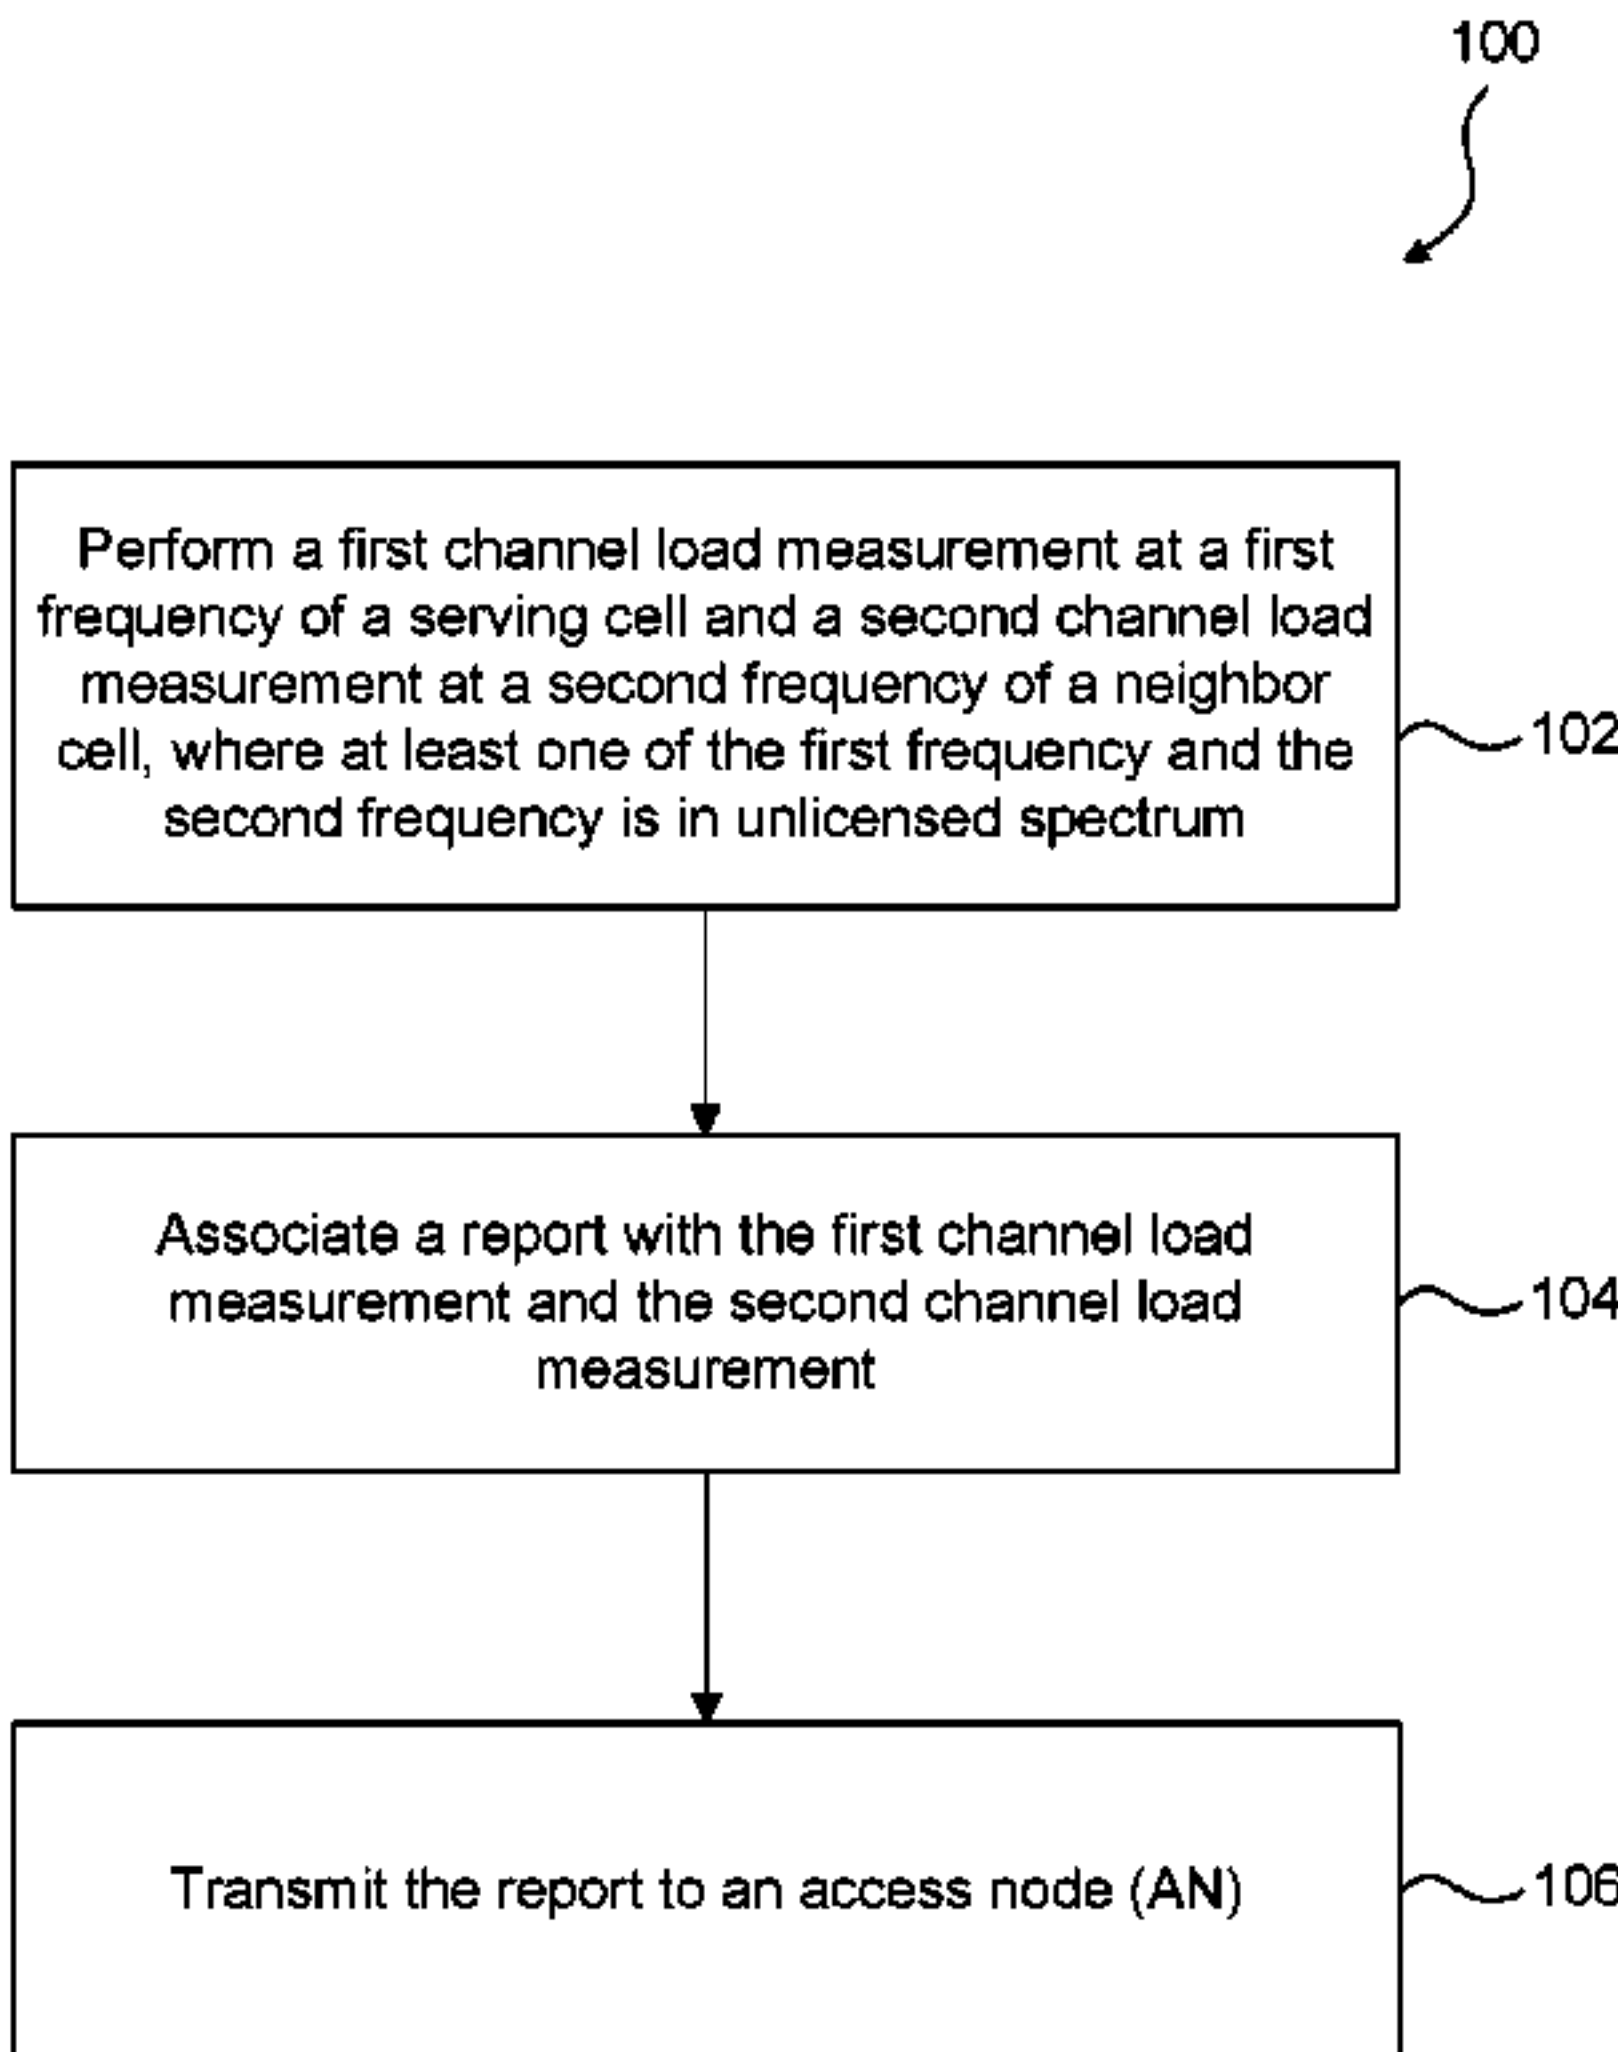 100
Perform a first channel load measurement at a first
frequency of a serving cell and a second channel load
measurement at a second frequency of a neighbor
cell, where at least one of the first frequency and the
second frequency is in unlicensed spectrum
102
Associate a report with the first channel load
measurement and the second channel load
measurement
104
Transmit the report to an access node (AN)
106